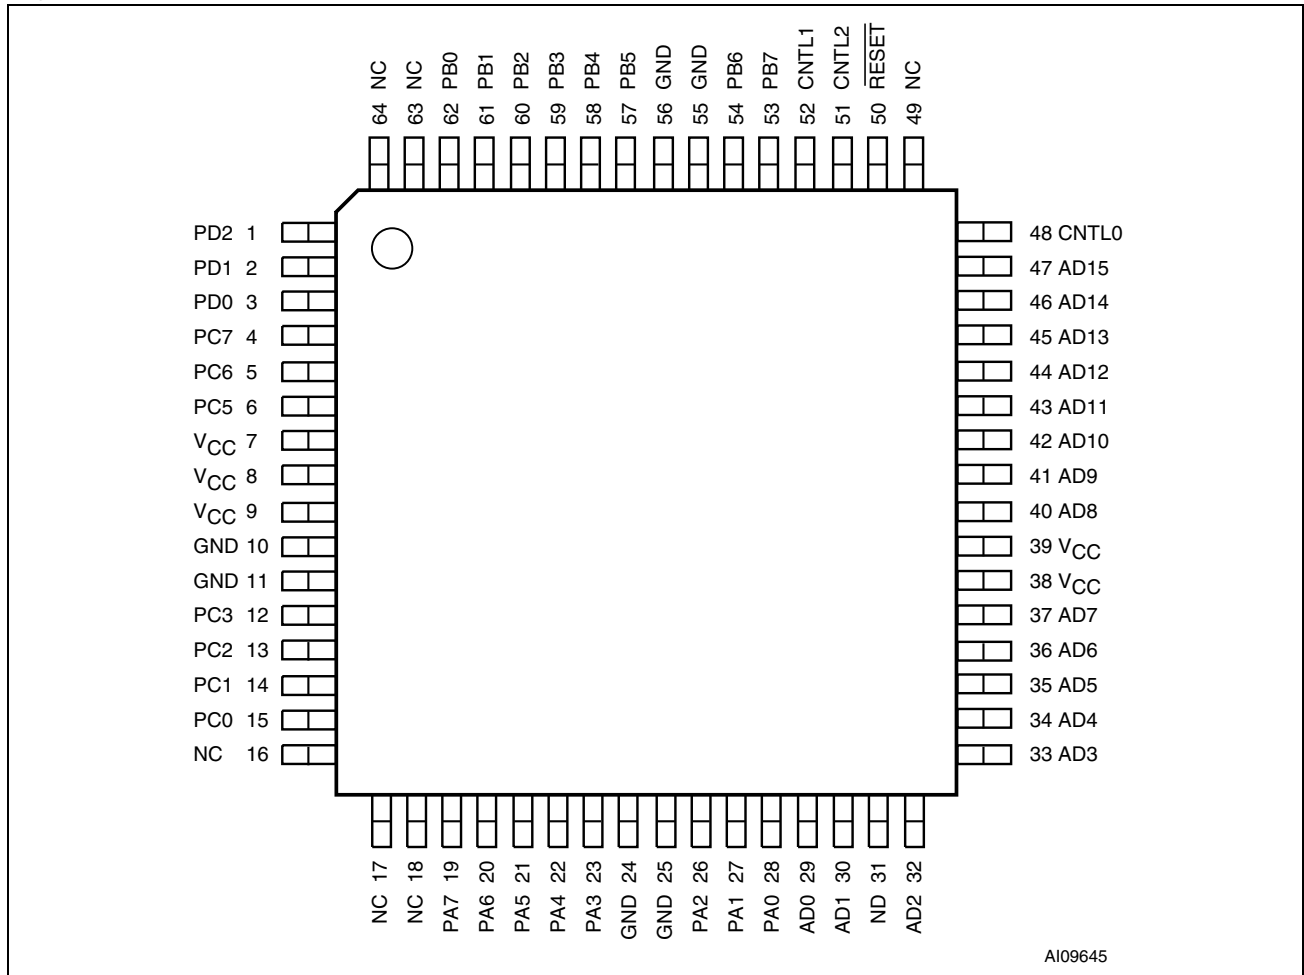 64 NC
63 NC
62 PB0
61 PB1
60 PB2
59 PB3
58 PB4
57 PB5
56 GND
55 GND
54 PB6
53 PB7
52 CNTL1
51 CNTL2
50 RESET
49 NC
PD2 1
PD1 2
PD0 3
PC7 4
PC6 5
PC5 6
VCC 7
VCC 8
VCC 9
GND 10
GND 11
PC3 12
PC2 13
PC1 14
PC0 15
NC 16
48 CNTL0
47 AD15
46 AD14
45 AD13
44 AD12
43 AD11
42 AD10
41 AD9
40 AD8
39 VCC
38 VCC
37 AD7
36 AD6
35 AD5
34 AD4
33 AD3
NC 17
NC 18
PA7 19
PA6 20
PA5 21
PA4 22
PA3 23
GND 24
GND 25
PA2 26
PA1 27
PA0 28
AD0 29
AD1 30
ND 31
AD2 32
AI09645